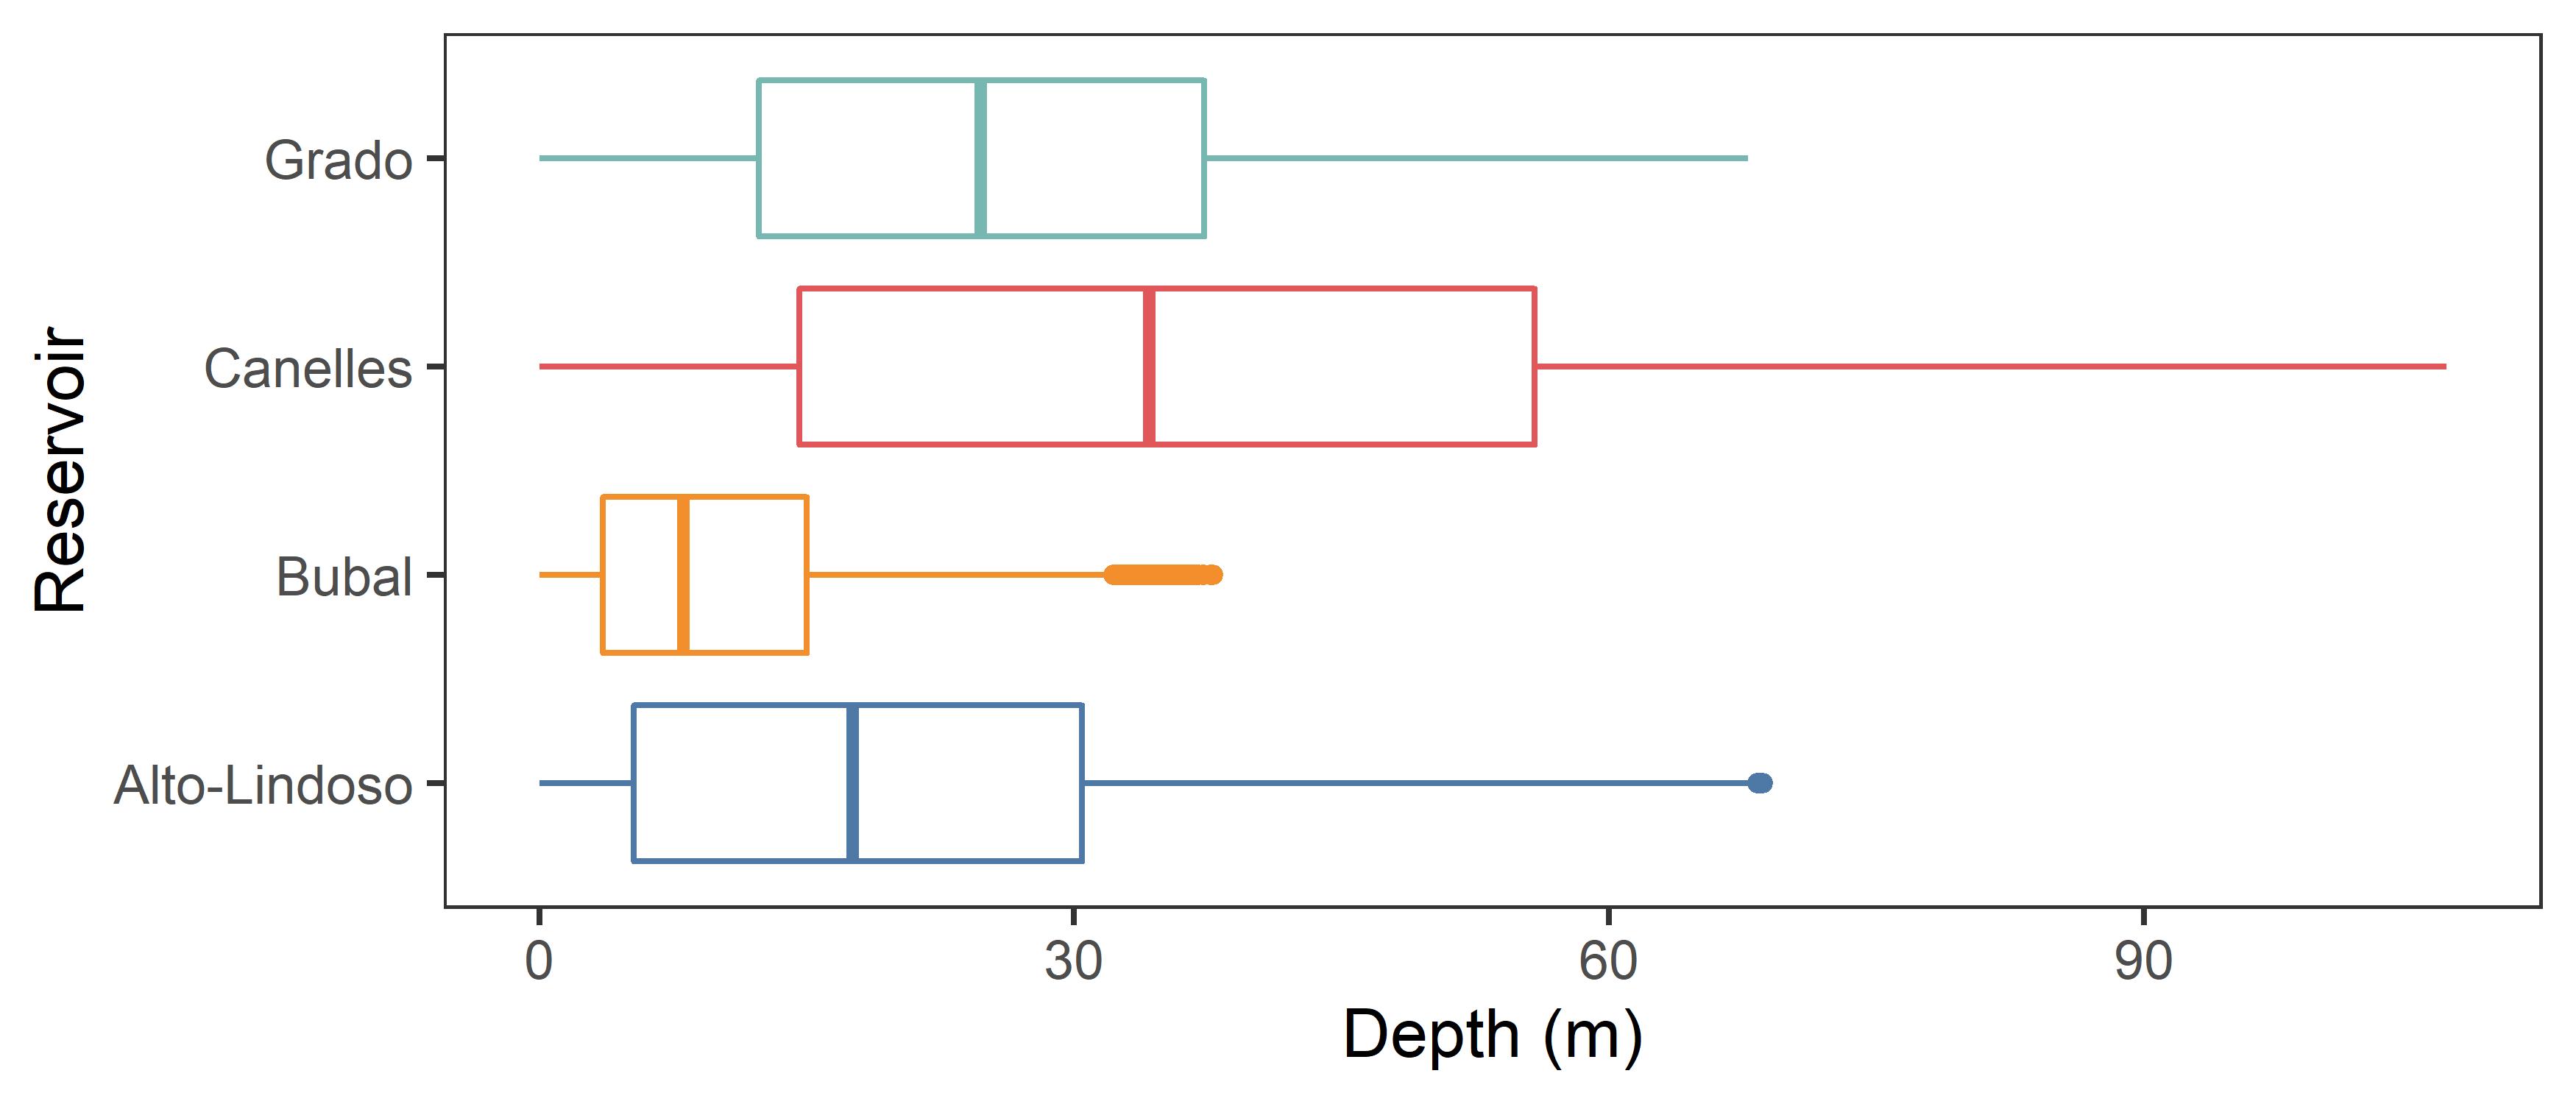 Reservoir
Grado
Canelles
Bubal
Alto-Lindoso
0 30 60 90
Depth (m)